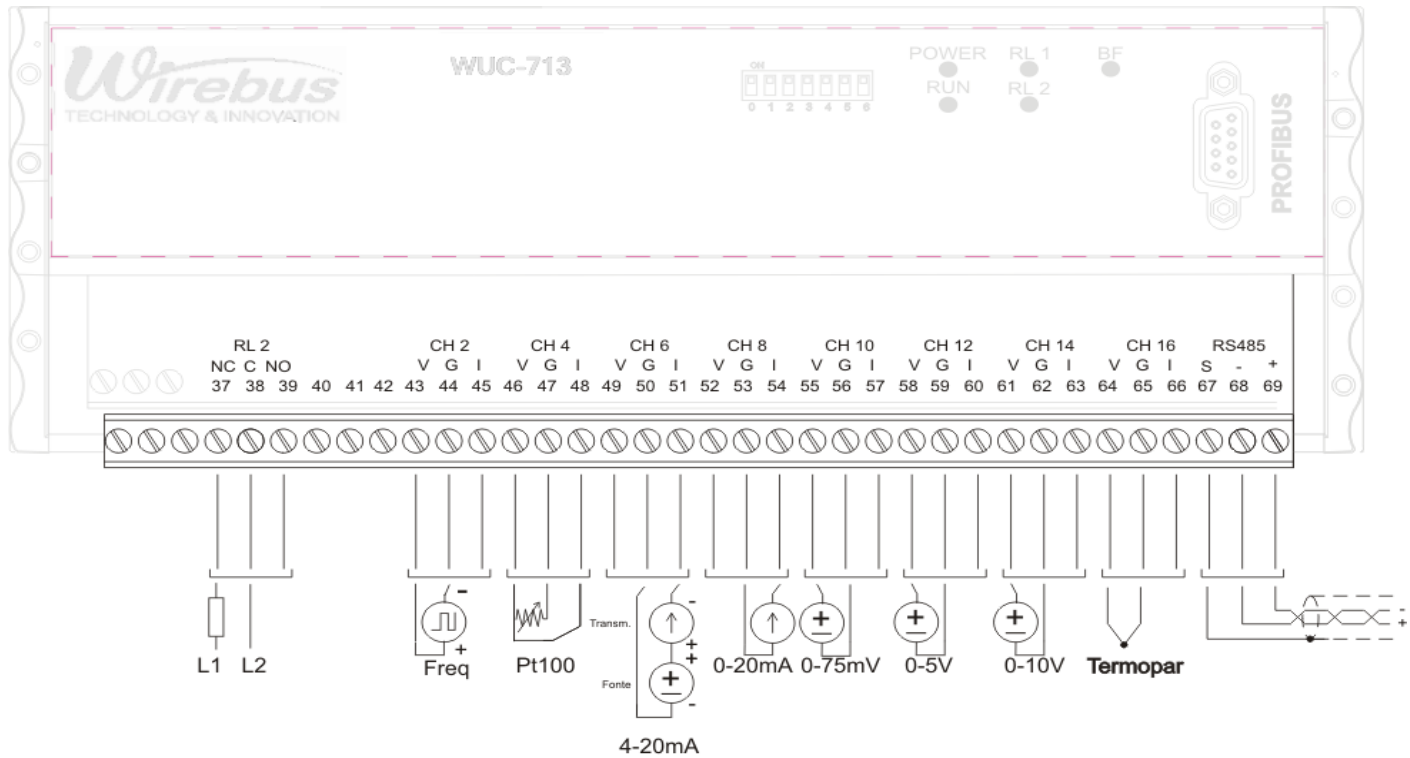 Wirebus
TECHNOLOGY & INNOVATION
WUC-713
ON
0 1 2 3 4 5 6
POWER RL 1 BF
RUN RL 2
PROFIBUS
RL 2 CH 2 CH 4 CH 6 CH 8 CH 10 CH 12 CH 14 CH 16 RS485
NC C NO V G I V G I V G I V G I V G I V G I V G I V G I S - +
37 38 39 40 41 42 43 44 45 46 47 48 49 50 51 52 53 54 55 56 57 58 59 60 61 62 63 64 65 66 67 68 69
L1 L2
- +
Freq
Pt100
Transm.
- + +
Fonte
+ - -
4-20mA
0-20mA
+ -
0-75mV
+ -
0-5V
+ -
0-10V
Termopar
-
+